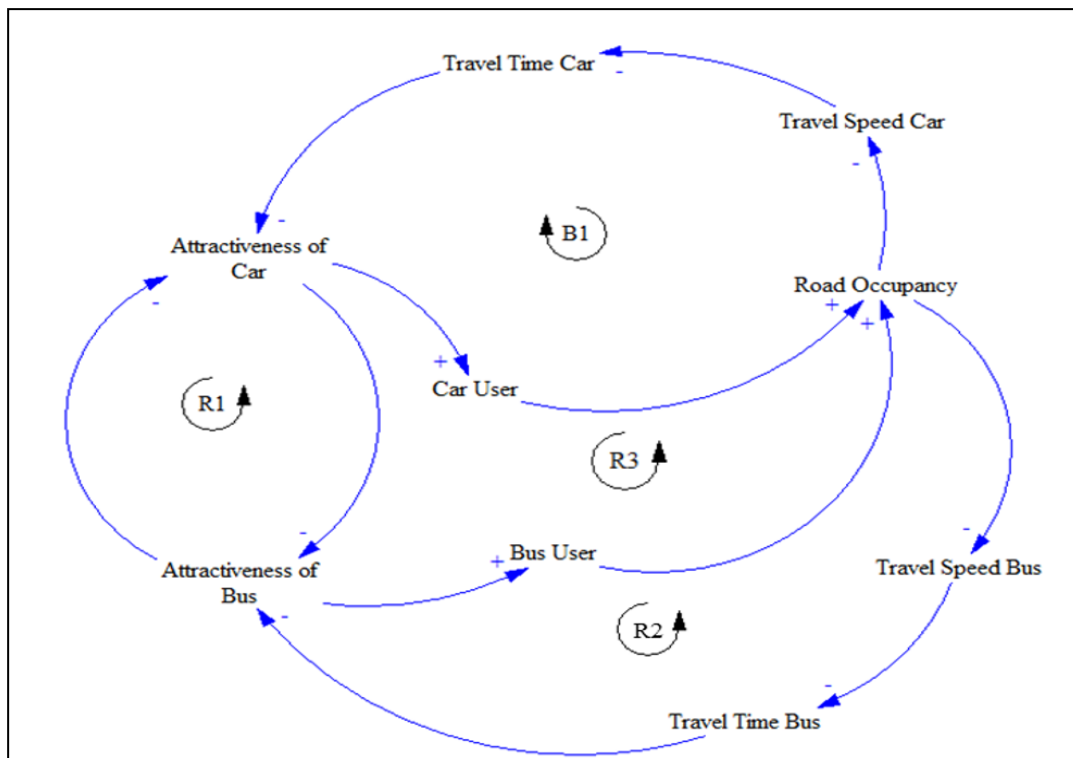 Travel Time Car
-
Travel Speed Car
-
-
Attractiveness of
Car
-
B1
Road Occupancy
+
+
+
Car User
R1
R3
-
-
Attractiveness of
Bus
-
+
Bus User
Travel Speed Bus
R2
-
Travel Time Bus